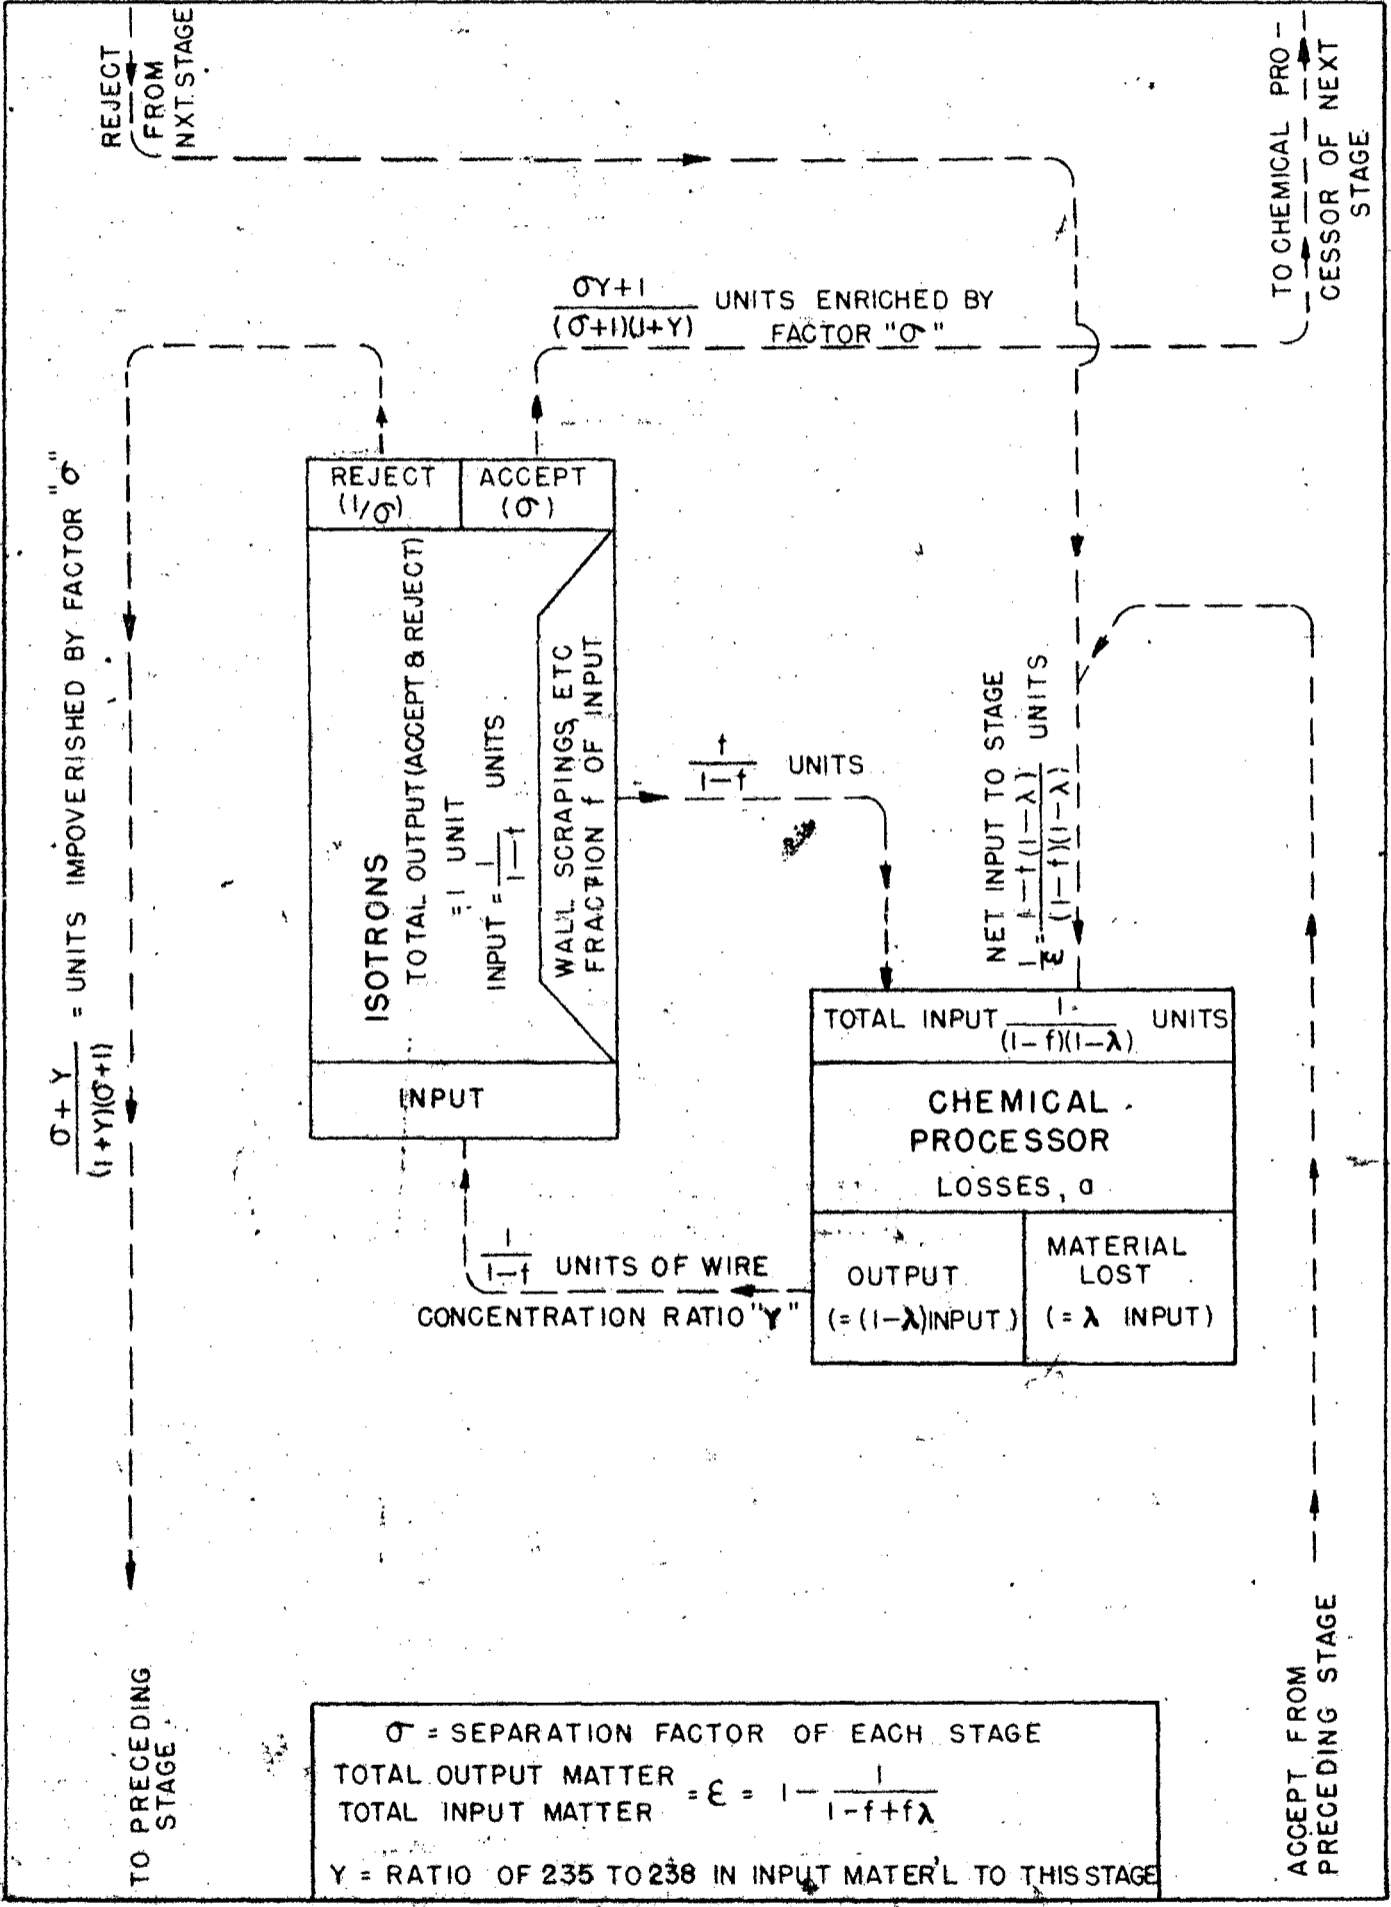 REJECT
FROM
NXT. STAGE
TO CHEMICAL PRO-
CESSOR OF NEXT
STAGE
σY+1 / (σ+1)(1+Y) UNITS ENRICHED BY
FACTOR "σ"
σ+Y / (1+Y)(σ+1) = UNITS IMPOVERISHED BY FACTOR "σ"
REJECT
(1/σ)
ACCEPT
(σ)
ISOTRONS
TOTAL OUTPUT (ACCEPT & REJECT)
= 1 UNIT
INPUT = 1 / 1-f UNITS
WALL SCRAPINGS, ETC
FRACTION f OF INPUT
INPUT
f / 1-f UNITS
NET INPUT TO STAGE
1/ε = 1-f(1-λ) / (1-f)(1-λ) UNITS
TOTAL INPUT 1 / (1-f)(1-λ) UNITS
CHEMICAL
PROCESSOR
LOSSES, a
OUTPUT
(=(1-λ)INPUT)
MATERIAL
LOST
(= λ INPUT)
1 / 1-f UNITS OF WIRE
CONCENTRATION RATIO "Y"
TO PRECEDING
STAGE
ACCEPT FROM
PRECEDING STAGE
σ = SEPARATION FACTOR OF EACH STAGE
TOTAL OUTPUT MATTER
TOTAL INPUT MATTER = ε = 1 - 1 / 1-f+fλ
Y = RATIO OF 235 TO 238 IN INPUT MATER'L TO THIS STAGE